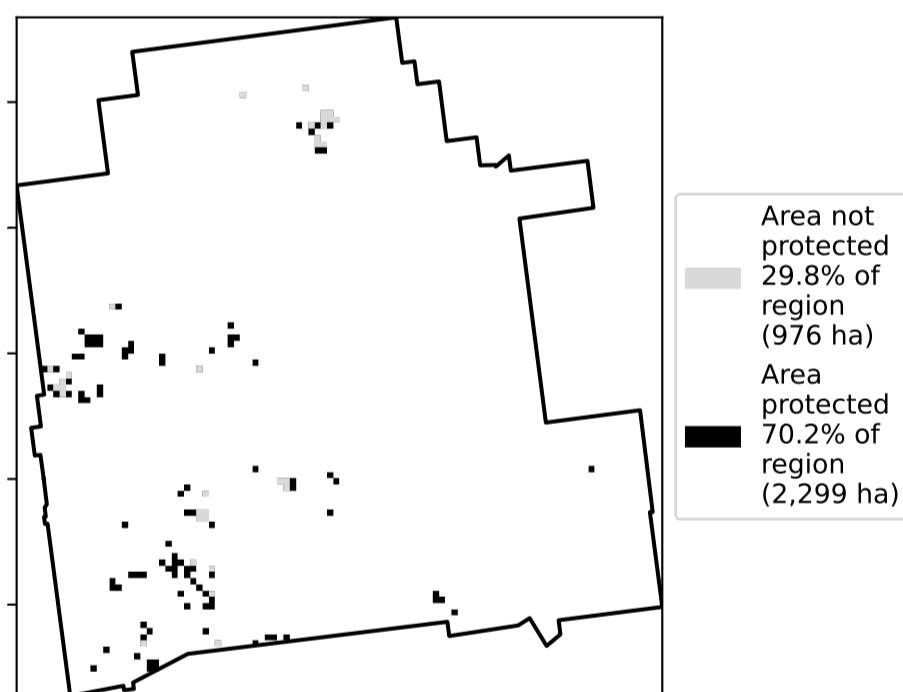 Area not
protected
29.8% of
region
(976 ha)
Area
protected
70.2% of
region
(2,299 ha)